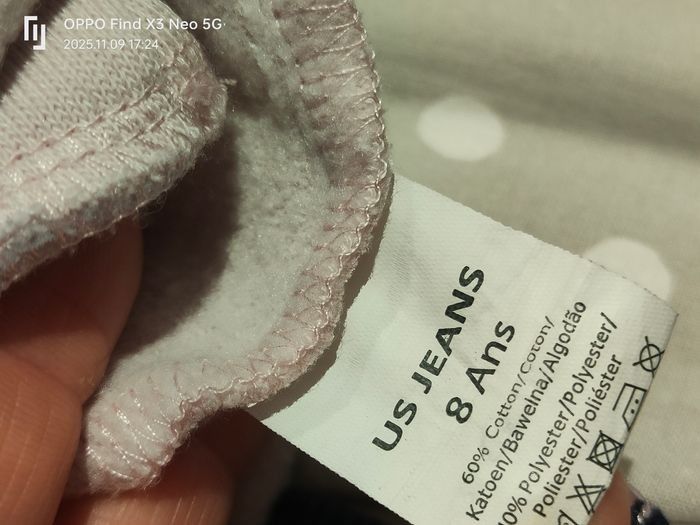 OPPO Find X3 Neo 5G
2025.11.09 17:24
US JEANS
8 Ans
60% Cotton/Coton/
Katoen/Bawelna/Algodão
Polyester/Polyester/
Poliester/Poliéster